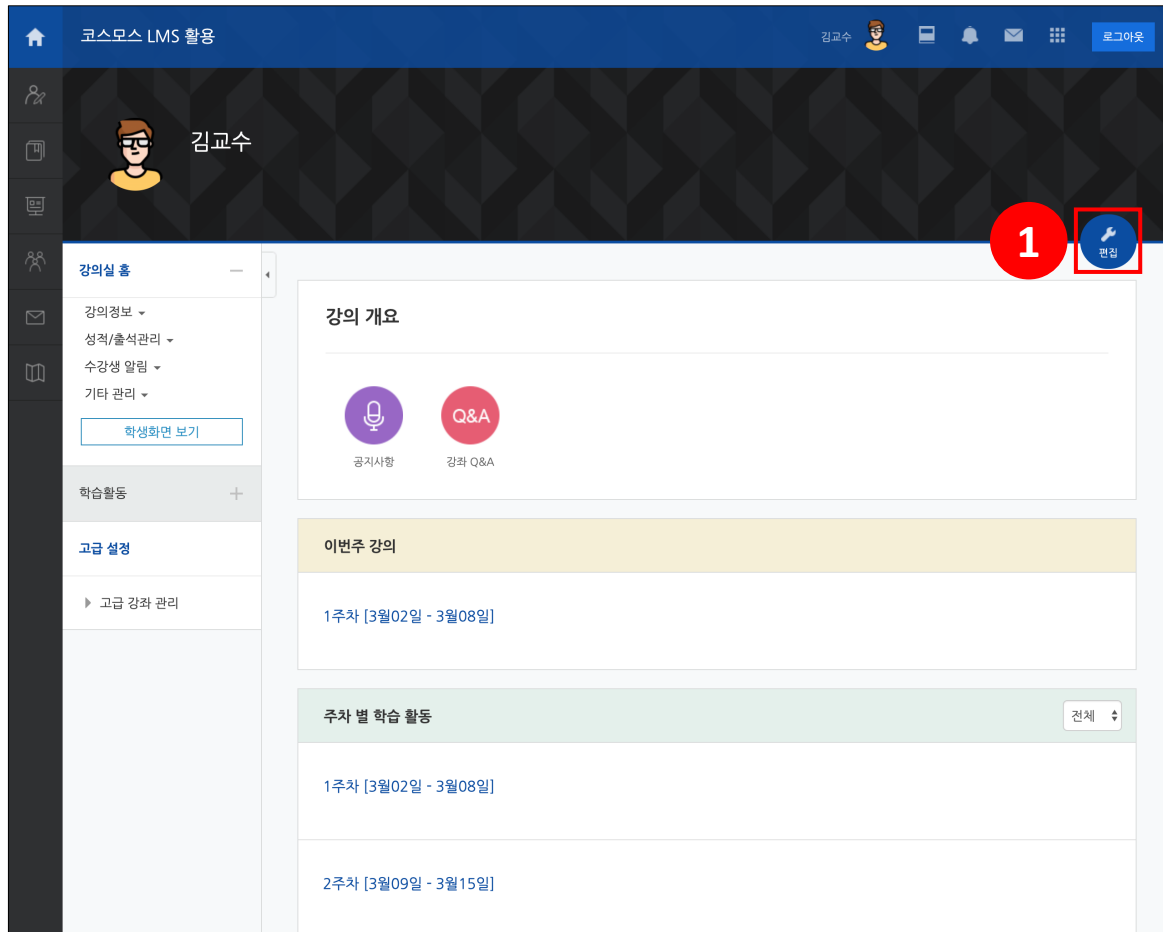 코스모스 LMS 활용
김교수
로그아웃
김교수
1
편집
강의실 홈
강의정보
성적/출석관리
수강생 알림
기타 관리
학생화면 보기
학습활동
고급 설정
고급 강좌 관리
강의 개요
Q&A
공지사항
강좌 Q&A
이번주 강의
1주차 [3월02일 - 3월08일]
주차 별 학습 활동
전체
1주차 [3월02일 - 3월08일]
2주차 [3월09일 - 3월15일]